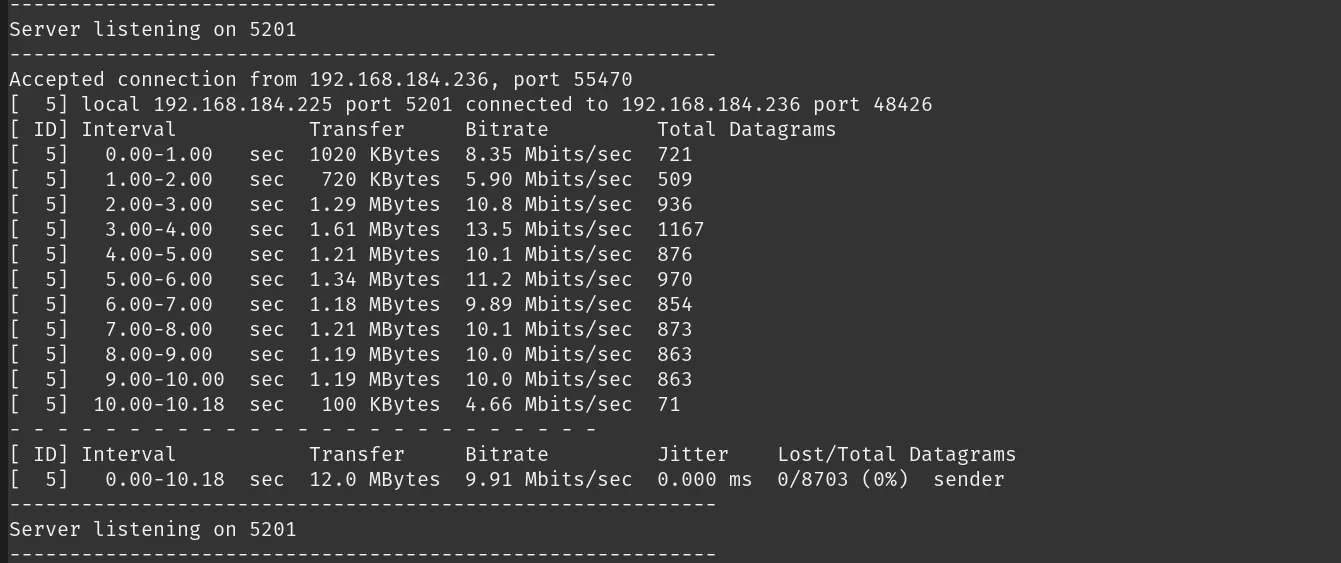 -----------------------------------------------------------
Server listening on 5201
-----------------------------------------------------------
Accepted connection from 192.168.184.236, port 55470
[  5] local 192.168.184.225 port 5201 connected to 192.168.184.236 port 48426
[ ID] Interval           Transfer     Bitrate         Total Datagrams
[  5]   0.00-1.00   sec  1020 KBytes  8.35 Mbits/sec  721
[  5]   1.00-2.00   sec   720 KBytes  5.90 Mbits/sec  509
[  5]   2.00-3.00   sec  1.29 MBytes  10.8 Mbits/sec  936
[  5]   3.00-4.00   sec  1.61 MBytes  13.5 Mbits/sec  1167
[  5]   4.00-5.00   sec  1.21 MBytes  10.1 Mbits/sec  876
[  5]   5.00-6.00   sec  1.34 MBytes  11.2 Mbits/sec  970
[  5]   6.00-7.00   sec  1.18 MBytes  9.89 Mbits/sec  854
[  5]   7.00-8.00   sec  1.21 MBytes  10.1 Mbits/sec  873
[  5]   8.00-9.00   sec  1.19 MBytes  10.0 Mbits/sec  863
[  5]   9.00-10.00  sec  1.19 MBytes  10.0 Mbits/sec  863
[  5]  10.00-10.18  sec   100 KBytes  4.66 Mbits/sec  71
- - - - - - - - - - - - - - - - - - - - - - - - -
[ ID] Interval           Transfer     Bitrate         Jitter    Lost/Total Datagrams
[  5]   0.00-10.18  sec  12.0 MBytes  9.91 Mbits/sec  0.000 ms  0/8703 (0%)  sender
-----------------------------------------------------------
Server listening on 5201
-----------------------------------------------------------